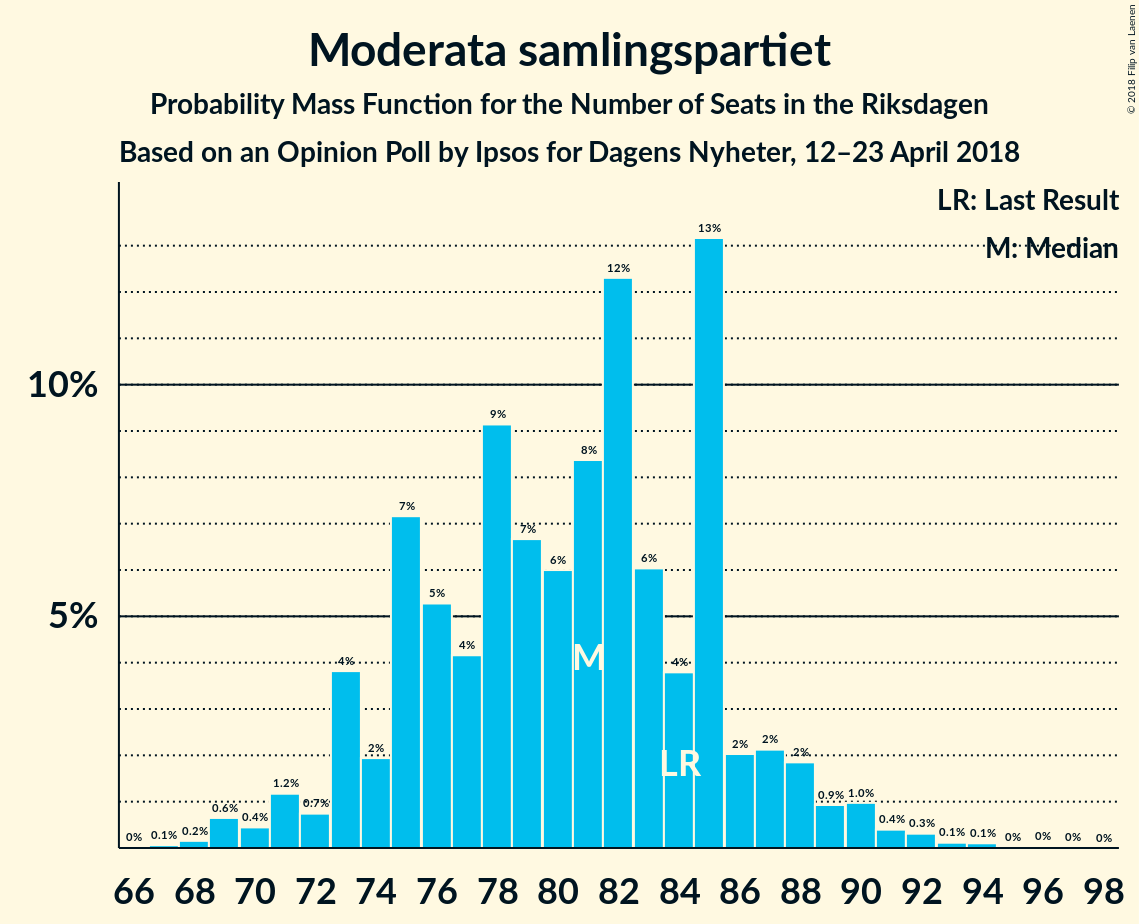 Moderata samlingspartiet
Probability Mass Function for the Number of Seats in the Riksdagen
Based on an Opinion Poll by Ipsos for Dagens Nyheter, 12–23 April 2018
© 2018 Filip van Laenen
LR: Last Result
M: Median
10%
5%
0% 0.1% 0.2% 0.6% 0.4% 1.2% 0.7% 4% 2% 7% 5% 4% 9% 7% 6% 8% 12% 6% 4% 13% 2% 2% 2% 0.9% 1.0% 0.4% 0.3% 0.1% 0.1% 0% 0% 0% 0%
M
LR
66 68 70 72 74 76 78 80 82 84 86 88 90 92 94 96 98